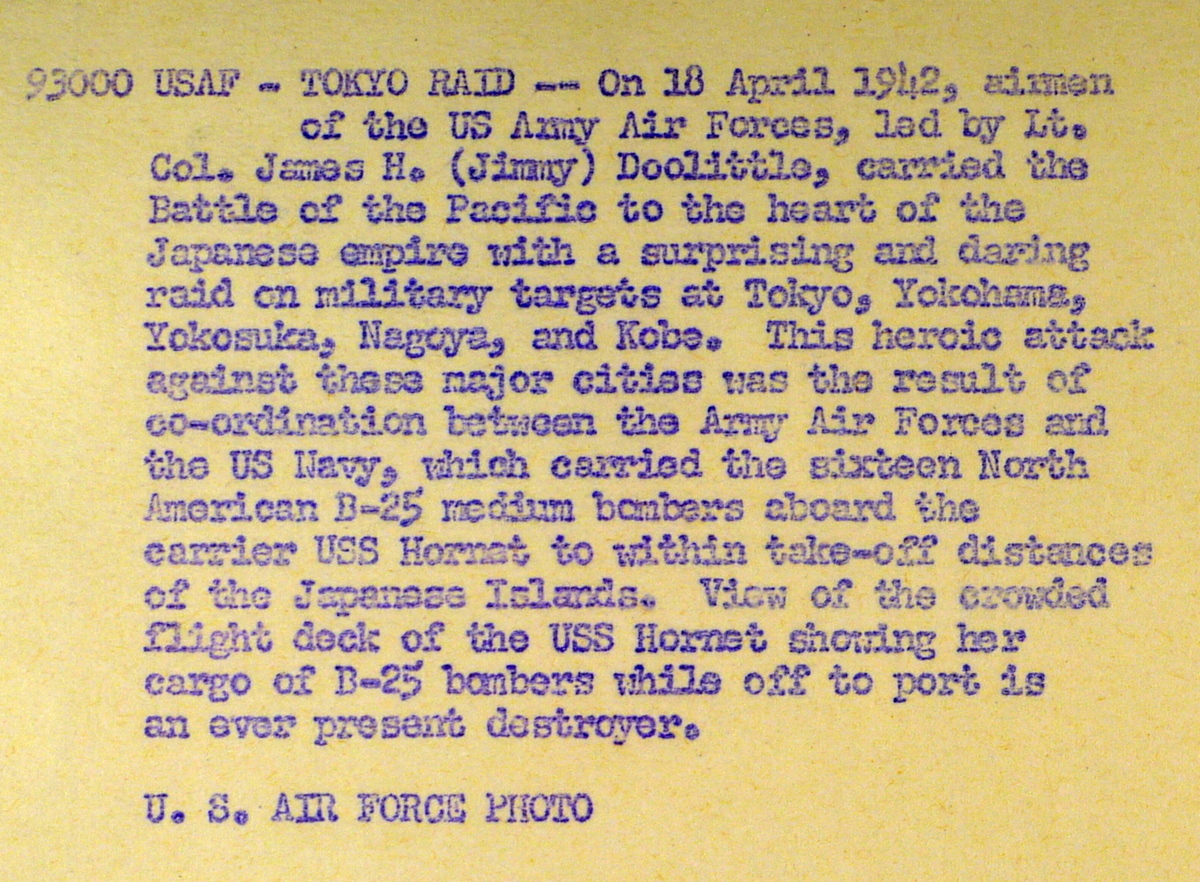 93000 USAF - TOKYO RAID -- On 18 April 1942, airmen
of the US Army Air Forces, led by Lt.
Col. James H. (Jimmy) Doolittle, carried the
Battle of the Pacific to the heart of the
Japanese empire with a surprising and daring
raid on military targets at Tokyo, Yokohama,
Yokosuka, Nagoya, and Kobe.  This heroic attack
against these major cities was the result of
co-ordination between the Army Air Forces and
the US Navy, which carried the sixteen North
American B-25 medium bombers aboard the
carrier USS Hornet to within take-off distances
of the Japanese Islands.  View of the crowded
flight deck of the USS Hornet showing her
cargo of B-25 bombers while off to port is
an ever present destroyer.
U. S. AIR FORCE PHOTO